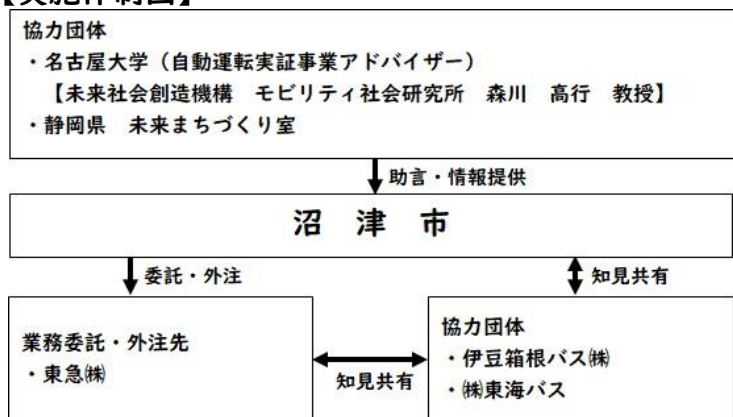 【実施体制図】
協力団体
・名古屋大学（自動運転実証事業アドバイザー）
【未来社会創造機構　モビリティ社会研究所　森川　高行　教授】
・静岡県　未来まちづくり室
助言・情報提供
沼　津　市
委託・外注
知見共有
業務委託・外注先
・東急㈱
知見共有
協力団体
・伊豆箱根バス㈱
・㈱東海バス